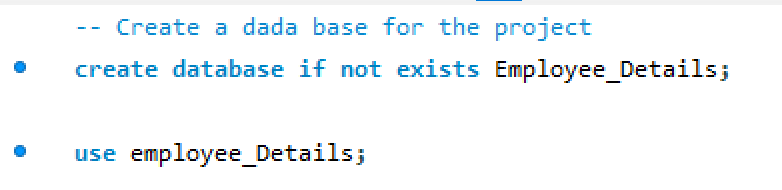 -- Create a dada base for the project
create database if not exists Employee_Details;
use employee_Details;